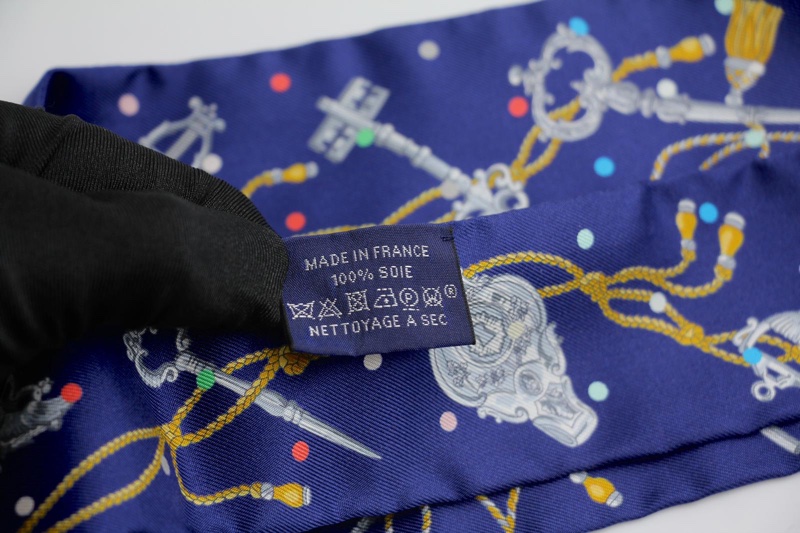 MADE IN FRANCE
100% SOIE
P ®
NETTOYAGE A SEC